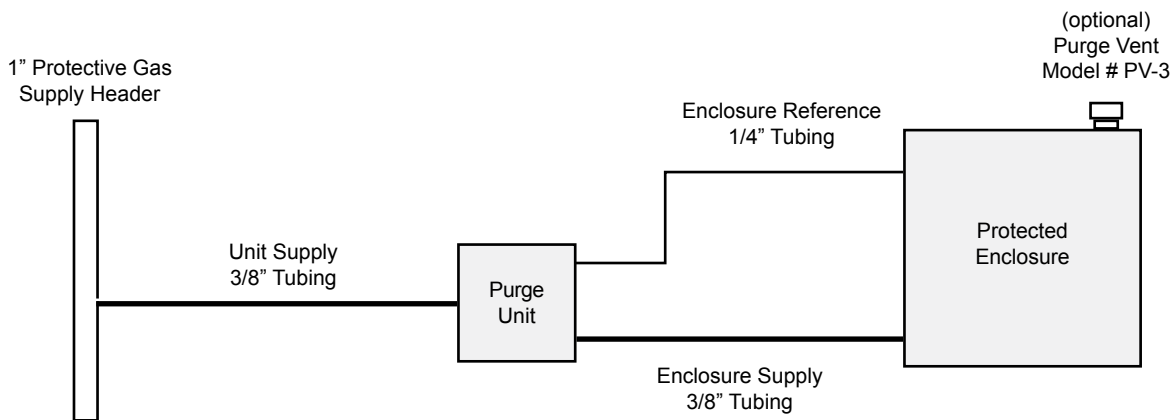 (optional)
Purge Vent
Model # PV-3
1” Protective Gas
Supply Header
Enclosure Reference
1/4” Tubing
Protected
Enclosure
Unit Supply
3/8” Tubing
Purge
Unit
Enclosure Supply
3/8” Tubing